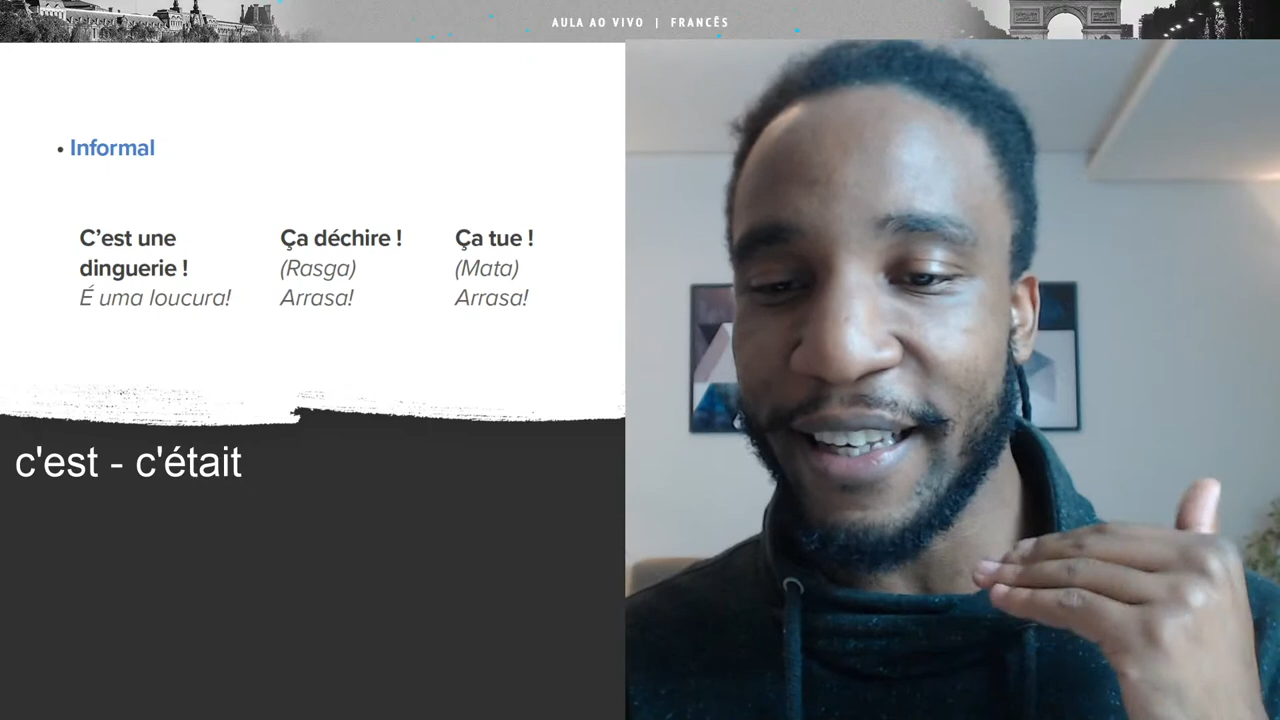 AULA AO VIVO | FRANCÊS
• Informal
C'est une
dinguerie !
É uma loucura!
Ça déchire !
(Rasga)
Arrasa!
Ça tue !
(Mata)
Arrasa!
c'est - c'était